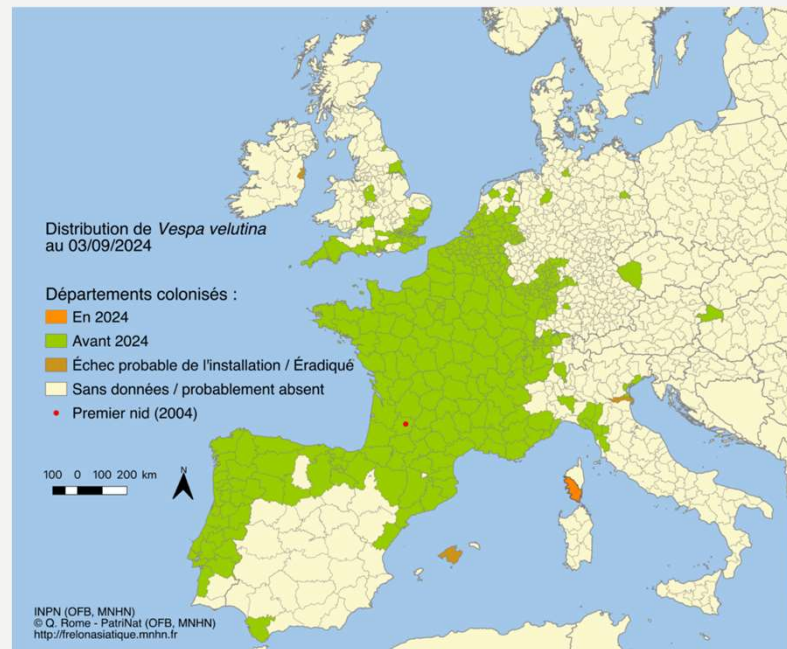 Distribution de Vespa velutina
au 03/09/2024
Départements colonisés :
En 2024
Avant 2024
Échec probable de l'installation / Éradiqué
Sans données / probablement absent
Premier nid (2004)
100 0 100 200 km
N
INPN (OFB, MNHN)
© Q. Rome - PatriNat (OFB, MNHN)
http://frelonasiatique.mnhn.fr